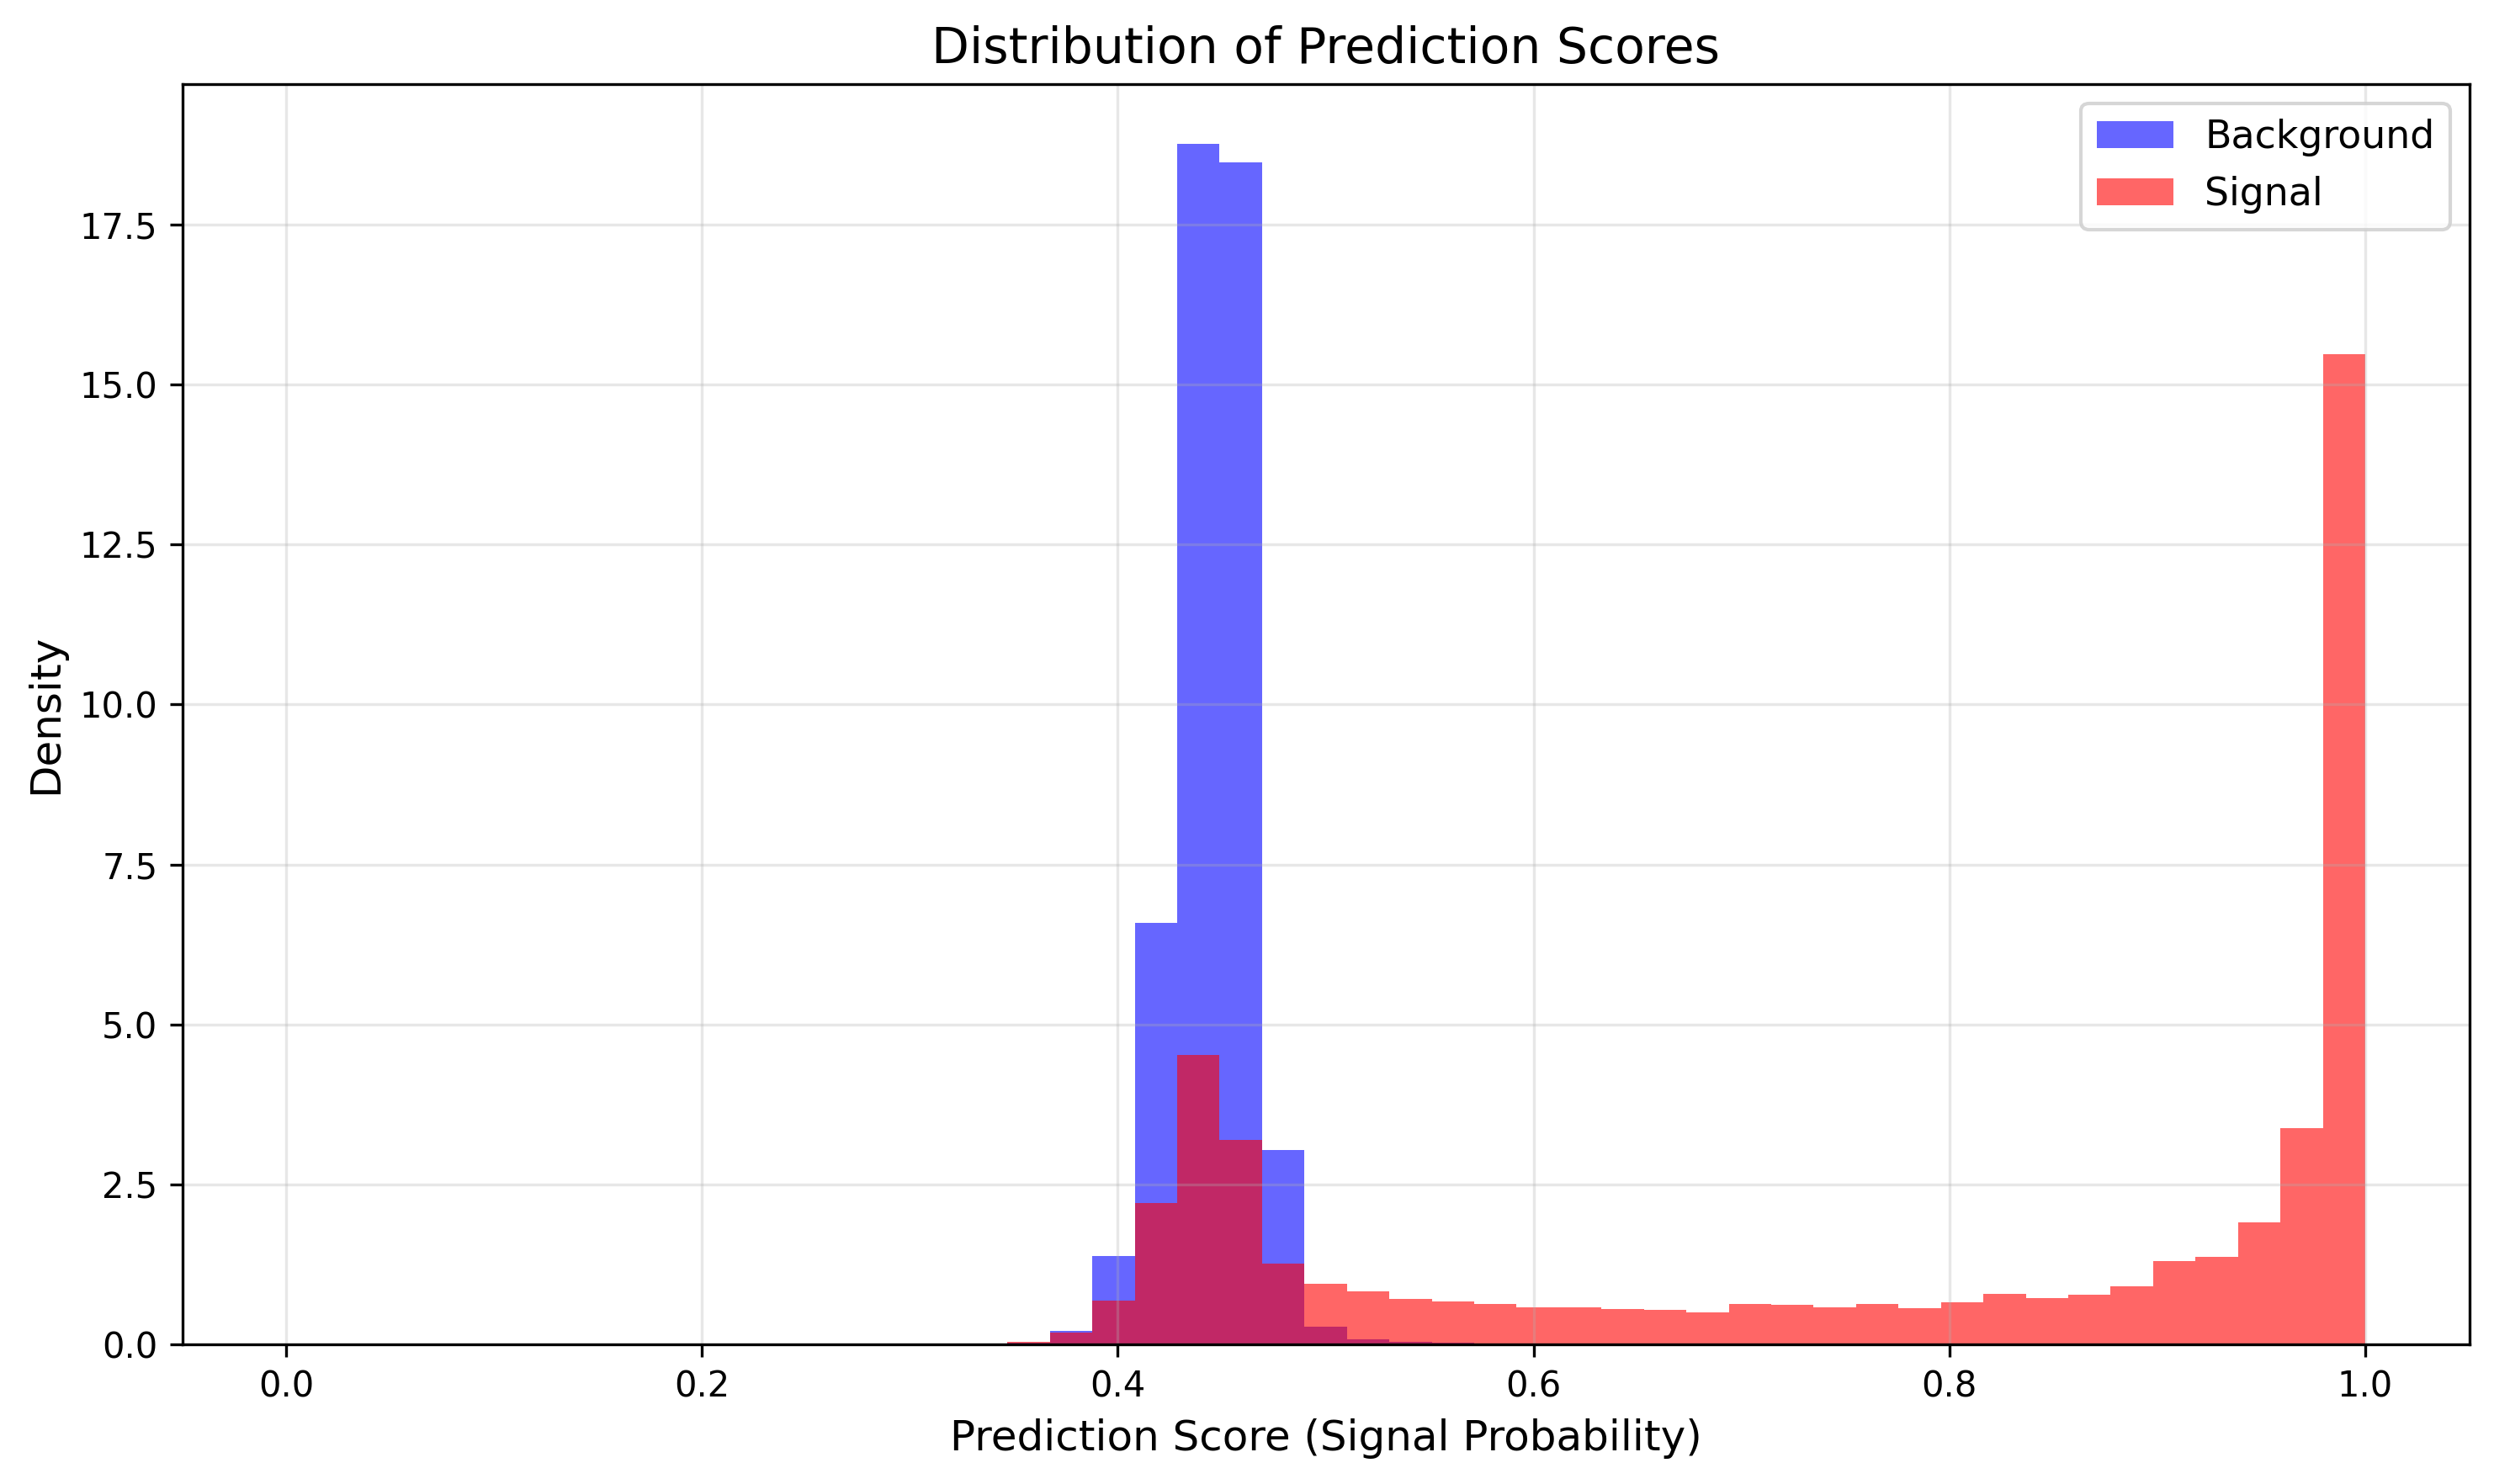 Distribution of Prediction Scores
Background
Signal
17.5
15.0
12.5
10.0
7.5
5.0
2.5
0.0
Density
0.0 0.2 0.4 0.6 0.8 1.0
Prediction Score (Signal Probability)